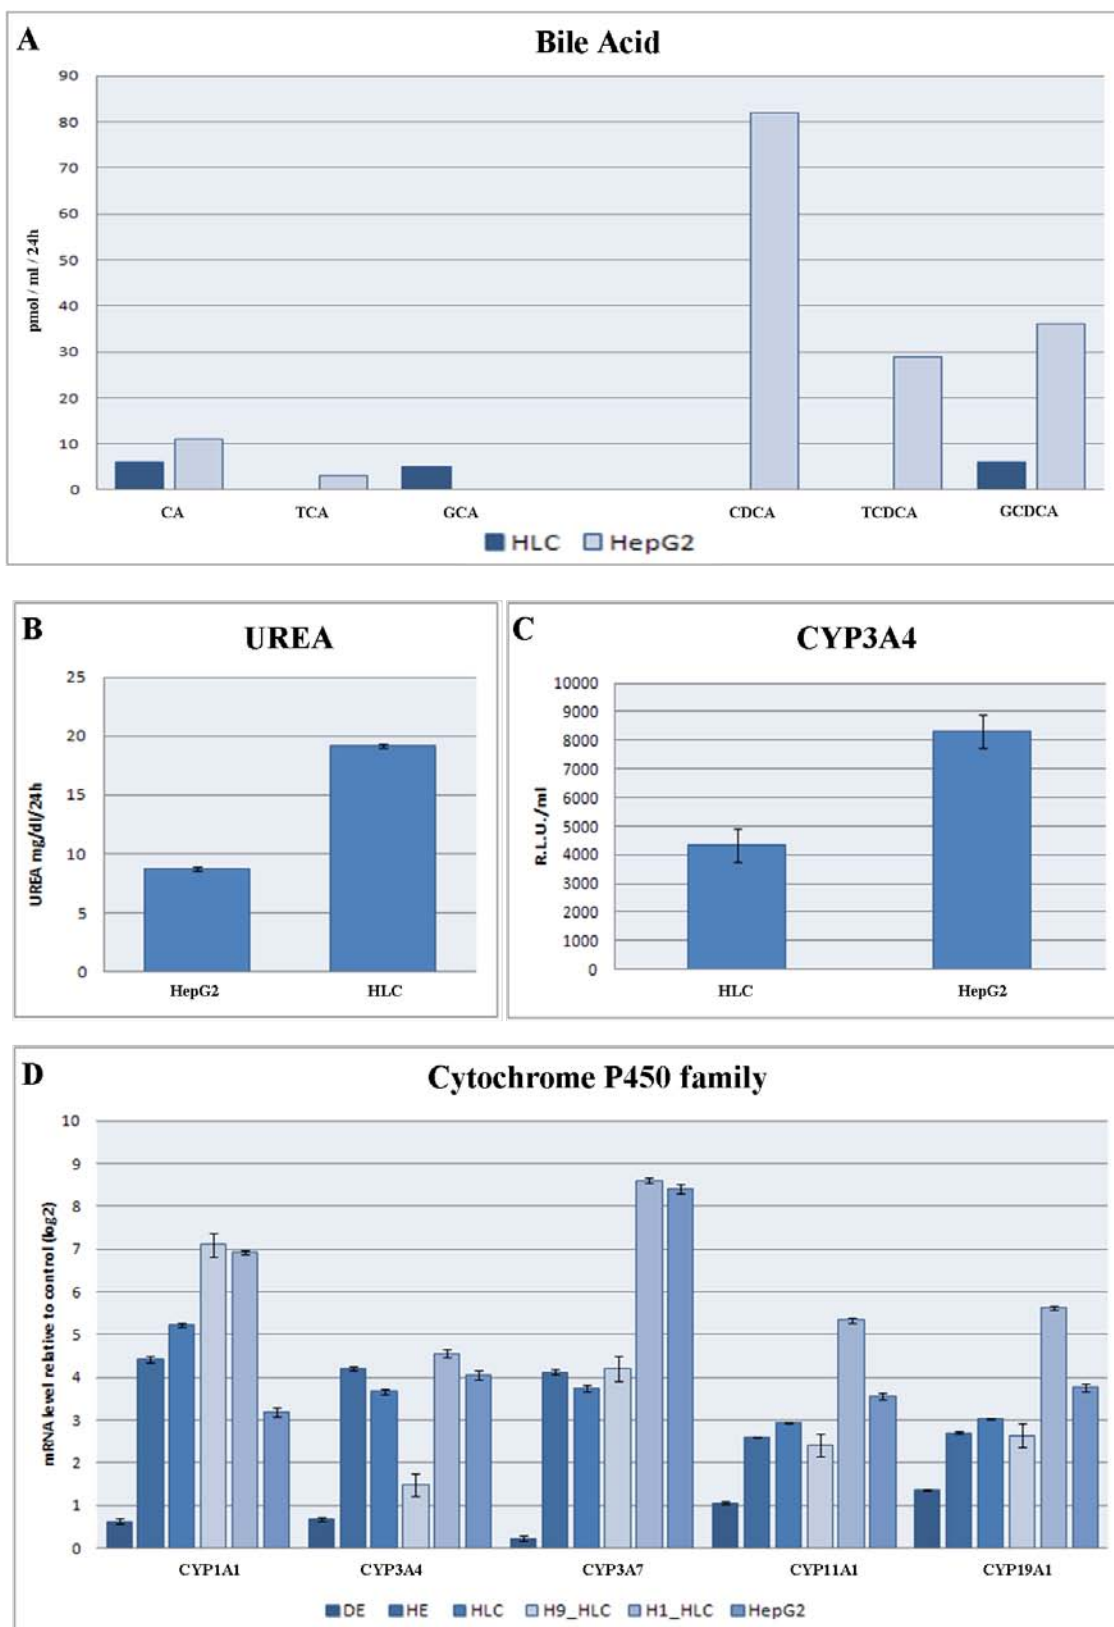 A
Bile Acid
90
80
70
60
50
40
30
20
10
0
pmol / ml / 24h
CA TCA GCA CDCA TCDCA GCDCA
HLC HepG2
B
UREA
25
20
15
10
5
0
UREA mg/dl/24h
HepG2 HLC
C
CYP3A4
10000
9000
8000
7000
6000
5000
4000
3000
2000
1000
0
R.L.U./ml
HLC HepG2
D
Cytochrome P450 family
10
9
8
7
6
5
4
3
2
1
0
mRNA level relative to control (log2)
CYP1A1 CYP3A4 CYP3A7 CYP11A1 CYP19A1
DE HE HLC H9_HLC H1_HLC HepG2